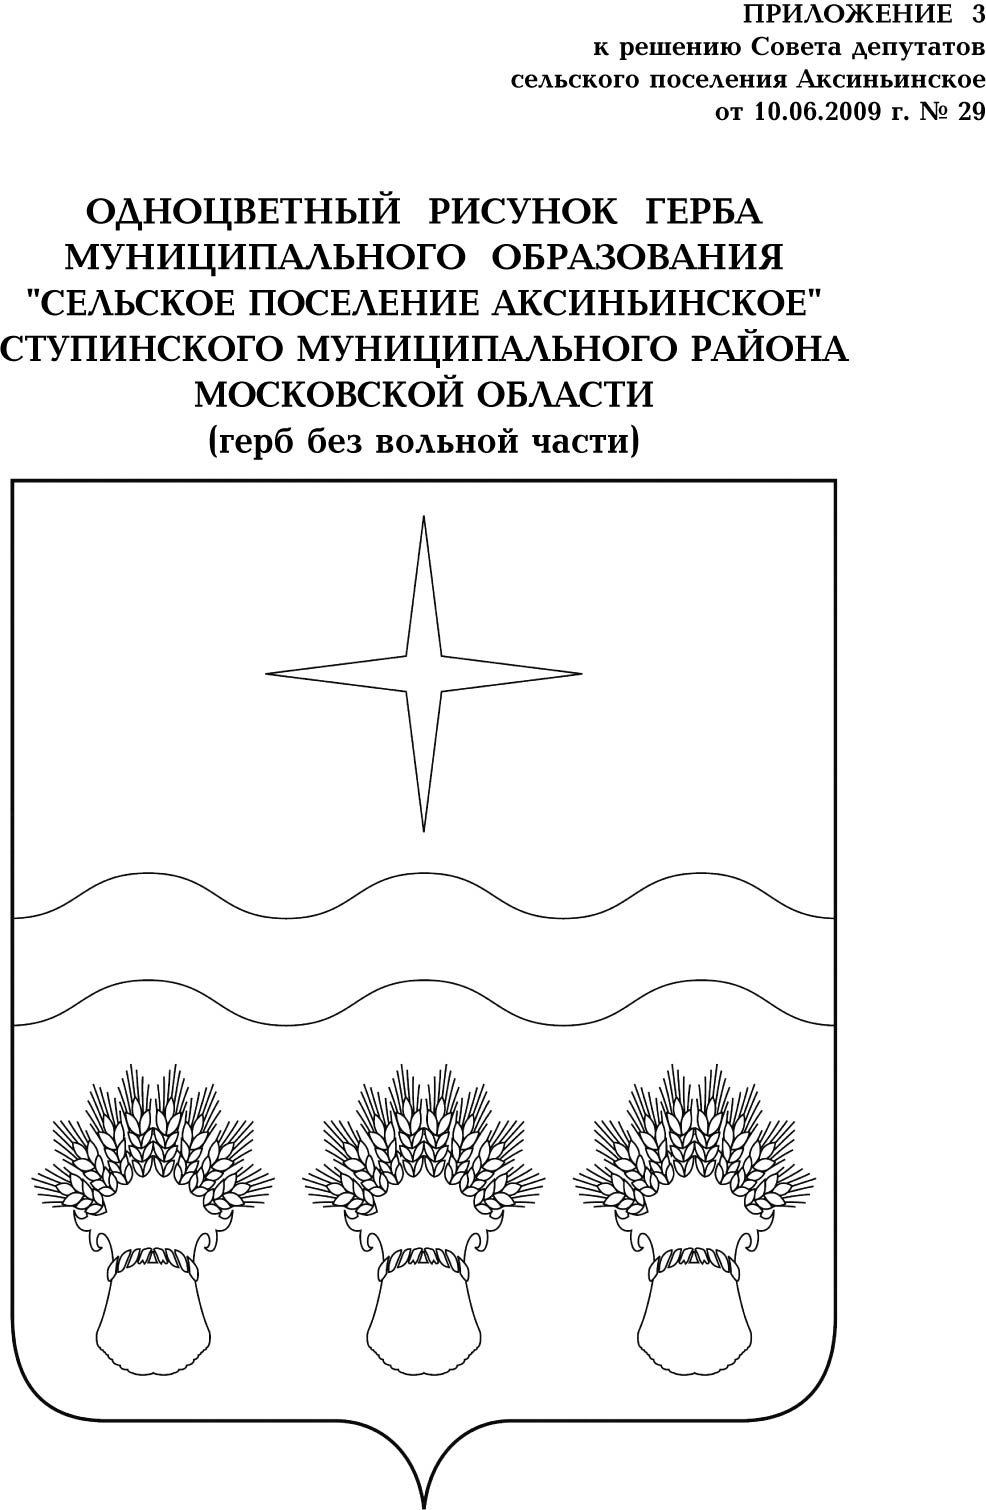 ПРИЛОЖЕНИЕ 3
к решению Совета депутатов
сельского поселения Аксиньинское
от 10.06.2009 г. № 29
ОДНОЦВЕТНЫЙ РИСУНОК ГЕРБА
МУНИЦИПАЛЬНОГО ОБРАЗОВАНИЯ
"СЕЛЬСКОЕ ПОСЕЛЕНИЕ АКСИНЬИНСКОЕ"
СТУПИНСКОГО МУНИЦИПАЛЬНОГО РАЙОНА
МОСКОВСКОЙ ОБЛАСТИ
(герб без вольной части)